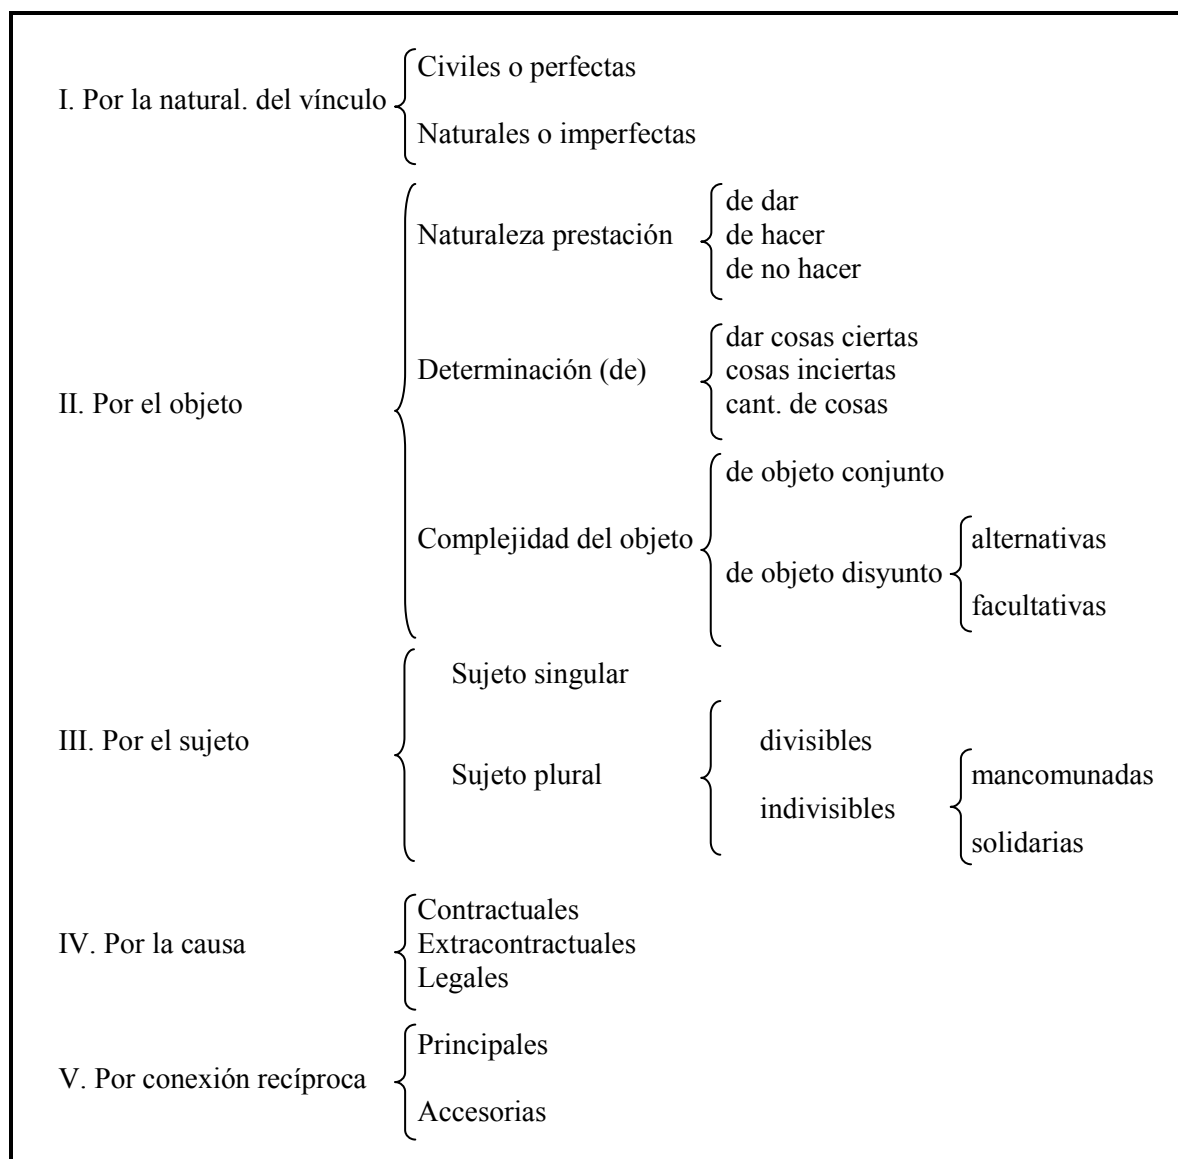 I. Por la natural. del vínculo
Civiles o perfectas
Naturales o imperfectas
II. Por el objeto
Naturaleza prestación
de dar
de hacer
de no hacer
Determinación (de)
dar cosas ciertas
cosas inciertas
cant. de cosas
Complejidad del objeto
de objeto conjunto
de objeto disyunto
alternativas
facultativas
III. Por el sujeto
Sujeto singular
Sujeto plural
divisibles
indivisibles
mancomunadas
solidarias
IV. Por la causa
Contractuales
Extracontractuales
Legales
V. Por conexión recíproca
Principales
Accesorias